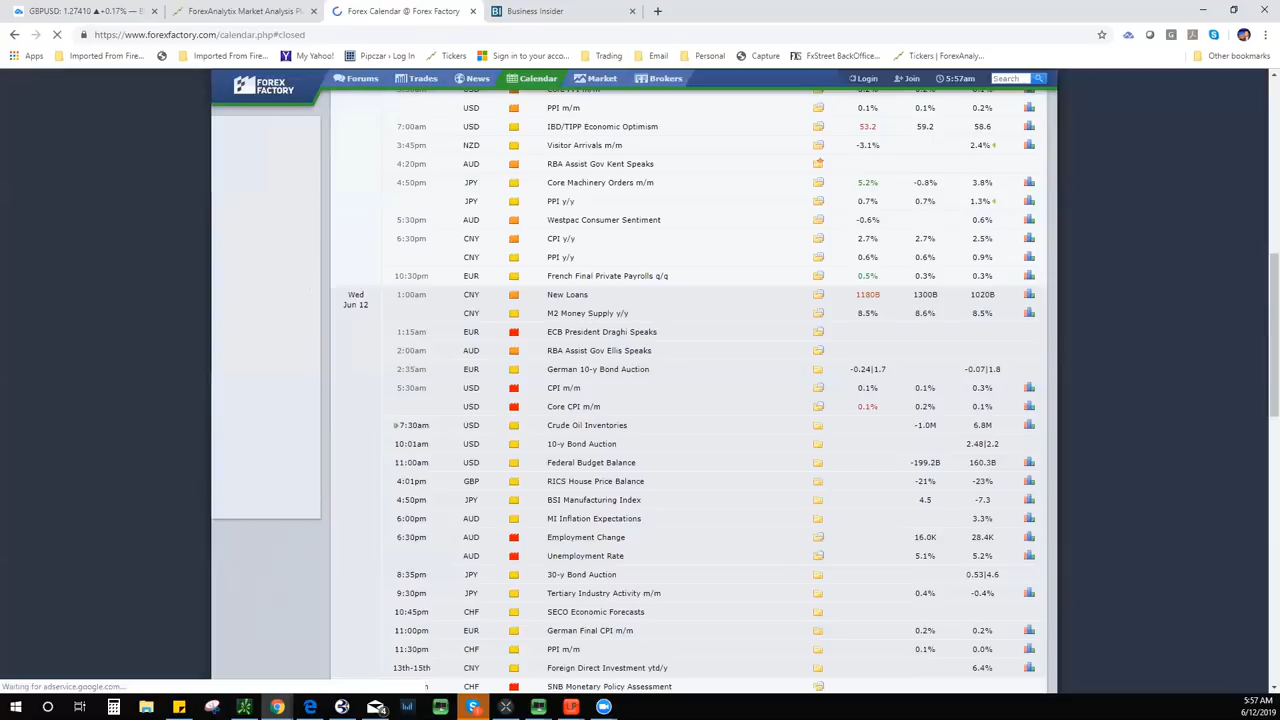 GBPUSD: 1.27410 ▲+0.17% — U
ForexAnalytix Market Analysis Pl
Forex Calendar @ Forex Factory
Business Insider
https://www.forexfactory.com/calendar.php#closed
Apps Imported From Fire... Imported From Fire... My Yahoo! Pipczar › Log In Tickers Sign in to your acco... Trading Email Personal Capture FxStreet BackOffice... Tickers | ForexAnaly... Other bookmarks
FOREX FACTORY Forums Trades News Calendar Market Brokers Login Join 5:57am Search
USD PPI m/m 0.1% 0.1% 0.2%
7:00am USD IBD/TIPP Economic Optimism 53.2 59.2 58.6
3:45pm NZD Visitor Arrivals m/m -3.1% 2.4%
4:20pm AUD RBA Assist Gov Kent Speaks
4:50pm JPY Core Machinery Orders m/m 5.2% -0.8% 3.8%
JPY PPI y/y 0.7% 0.7% 1.3%
5:30pm AUD Westpac Consumer Sentiment -0.6% 0.6%
6:30pm CNY CPI y/y 2.7% 2.7% 2.5%
CNY PPI y/y 0.6% 0.6% 0.9%
10:30pm EUR French Final Private Payrolls q/q 0.5% 0.3% 0.3%
Wed Jun 12 1:00am CNY New Loans 1180B 1300B 1020B
CNY M2 Money Supply y/y 8.5% 8.6% 8.5%
1:15am EUR ECB President Draghi Speaks
2:00am AUD RBA Assist Gov Ellis Speaks
2:35am EUR German 10-y Bond Auction -0.24|1.7 -0.07|1.8
5:30am USD CPI m/m 0.1% 0.1% 0.3%
USD Core CPI m/m 0.1% 0.2% 0.1%
7:30am USD Crude Oil Inventories -1.0M 6.8M
10:01am USD 10-y Bond Auction 2.48|2.2
11:00am USD Federal Budget Balance -199.2B 160.3B
4:01pm GBP RICS House Price Balance -21% -23%
4:50pm JPY BSI Manufacturing Index 4.5 -7.3
6:00pm AUD MI Inflation Expectations 3.3%
6:30pm AUD Employment Change 16.0K 28.4K
AUD Unemployment Rate 5.1% 5.2%
8:35pm JPY 30-y Bond Auction 0.53|4.6
9:30pm JPY Tertiary Industry Activity m/m 0.4% -0.4%
10:45pm CHF SECO Economic Forecasts
11:00pm EUR German Final CPI m/m 0.2% 0.2%
11:30pm CHF PPI m/m 0.1% 0.0%
13th-15th CNY Foreign Direct Investment ytd/y 6.4%
CHF SNB Monetary Policy Assessment
Waiting for adservice.google.com...
5:57 AM
6/12/2019